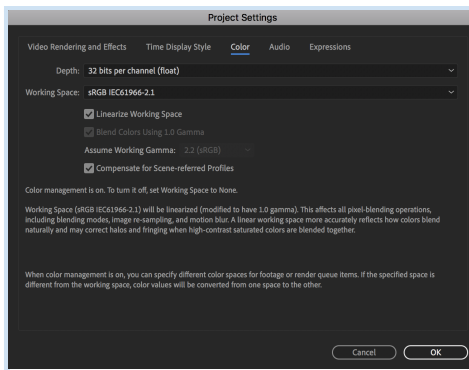 Project Settings
Video Rendering and Effects Time Display Style Color Audio Expressions
Depth: 32 bits per channel (float)
Working Space: sRGB IEC61966-2.1
Linearize Working Space
Blend Colors Using 1.0 Gamma
Assume Working Gamma: 2.2 (sRGB)
Compensate for Scene-referred Profiles
Color management is on. To turn it off, set Working Space to None.
Working Space (sRGB IEC61966-2.1) will be linearized (modified to have 1.0 gamma). This affects all pixel-blending operations,
including blending modes, image re-sampling, and motion blur. A linear working space more accurately reflects how colors blend
naturally and may correct halos and fringing when high-contrast saturated colors are blended together.
When color management is on, you can specify different color spaces for footage or render queue items. If the specified space is
different from the working space, color values will be converted from one space to the other.
Cancel OK